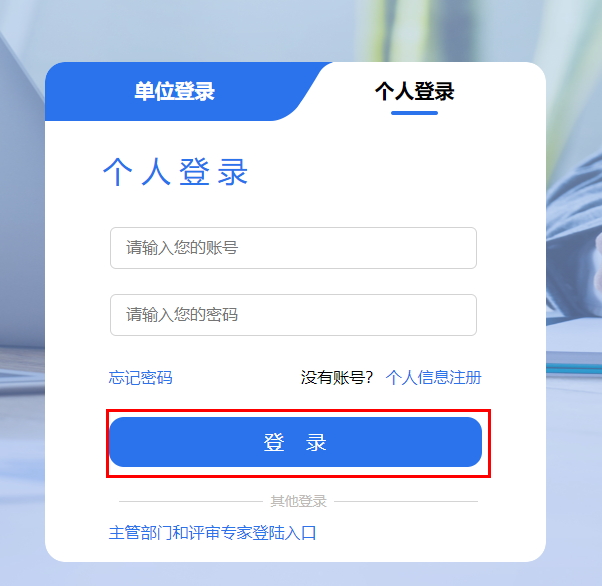 单位登录 个人登录
个人登录
请输入您的账号
请输入您的密码
忘记密码 没有账号? 个人信息注册
登 录
其他登录
主管部门和评审专家登陆入口